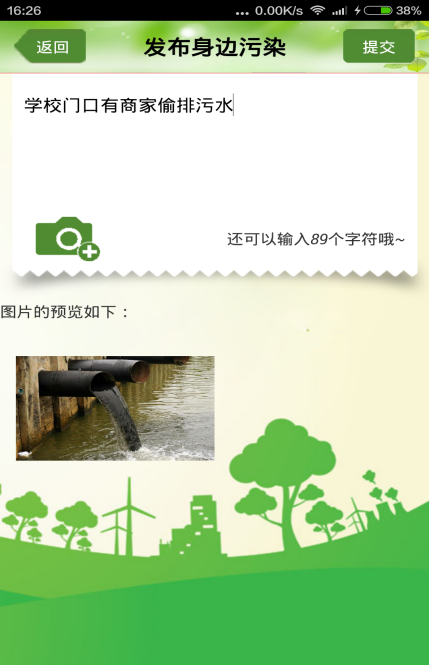 16:26 ... 0.00K/s 38%
返回 发布身边污染 提交
学校门口有商家偷排污水
还可以输入89个字符哦~
图片的预览如下：